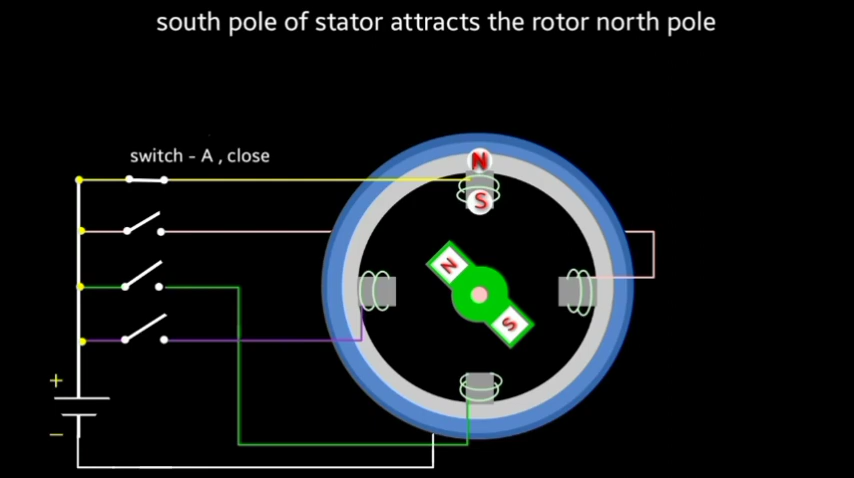 south pole of stator attracts the rotor north pole
switch - A , close
N
S
N
S
+
−